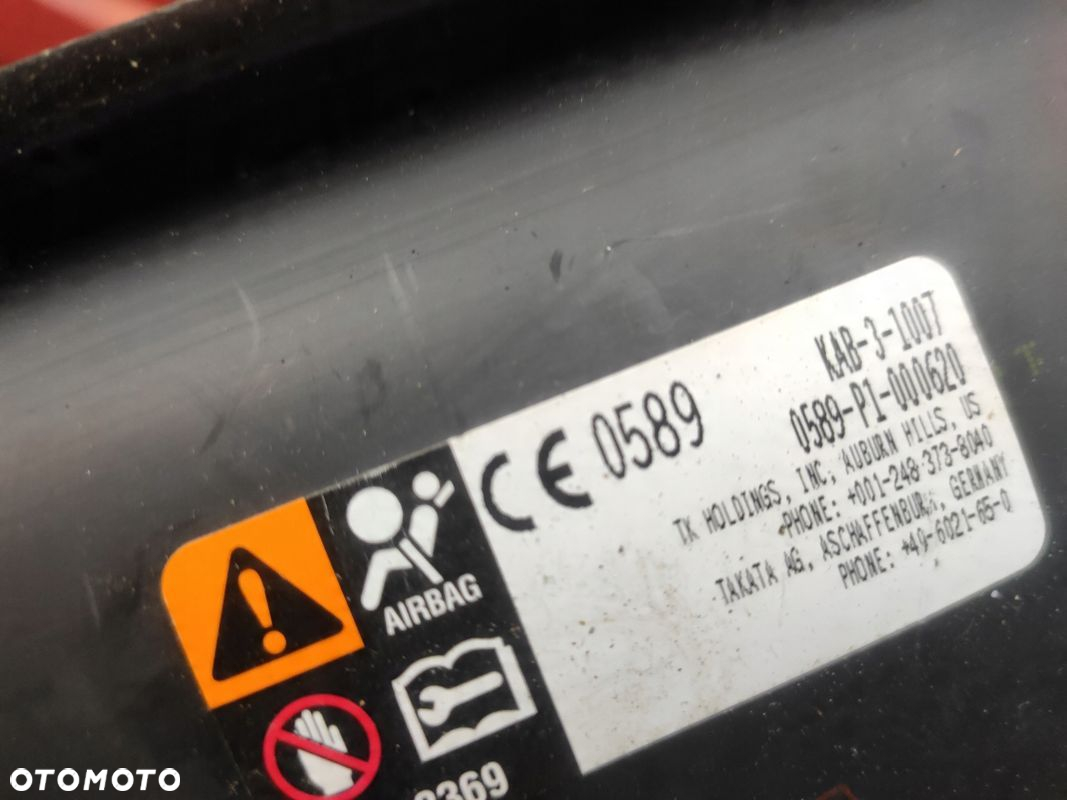 KAB-3-1007
CE 0589
0589-P1-000620
TK HOLDINGS, INC, AUBURN HILLS, US
PHONE: +001-248-373-8040
TAKATA AG, ASCHAFFENBURG, GERMANY
PHONE: +49-6021-65-0
AIRBAG
OTOMOTO